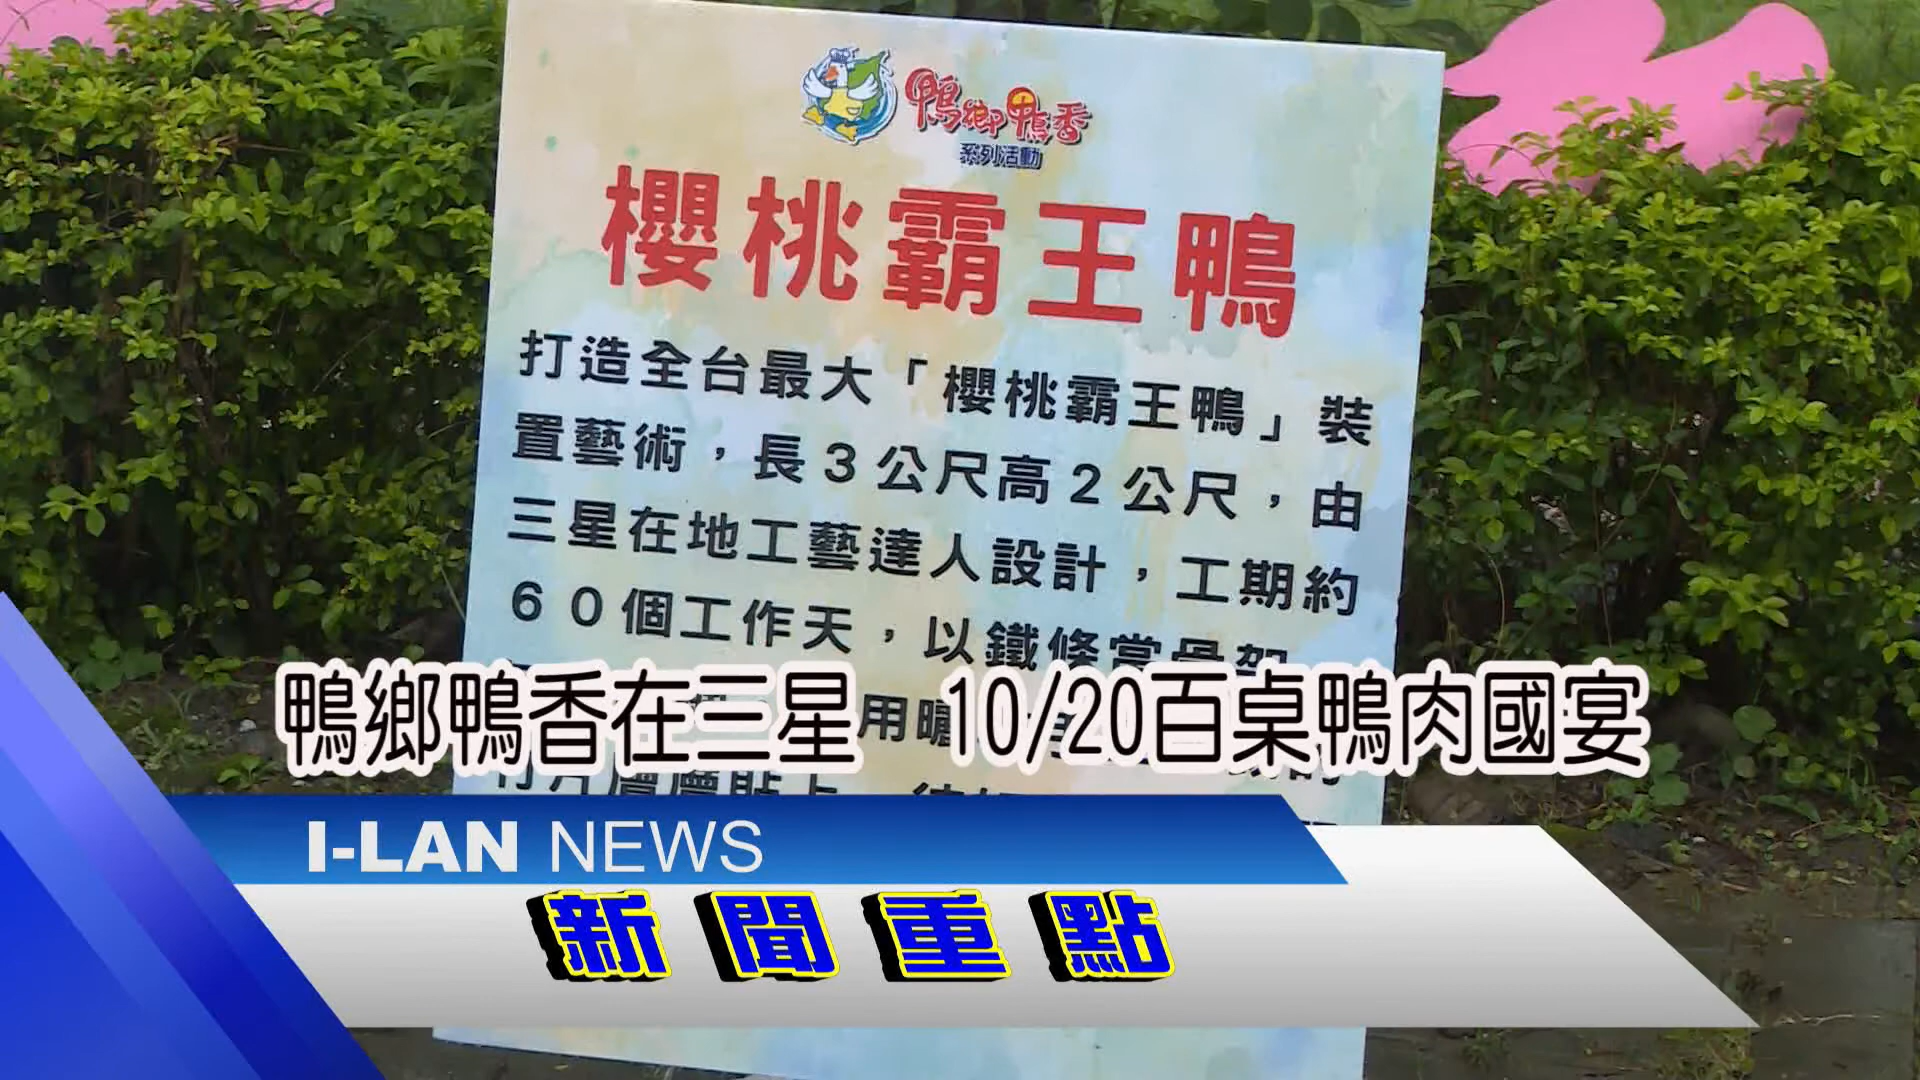 鴨鄉鴨香
系列活動
櫻桃霸王鴨
打造全台最大「櫻桃霸王鴨」裝
置藝術，長3公尺高2公尺，由
三星在地工藝達人設計，工期約
60個工作天，以鐵條當骨架
用曬
鴨鄉鴨香在三星 10/20百桌鴨肉國宴
I-LAN NEWS
新聞重點